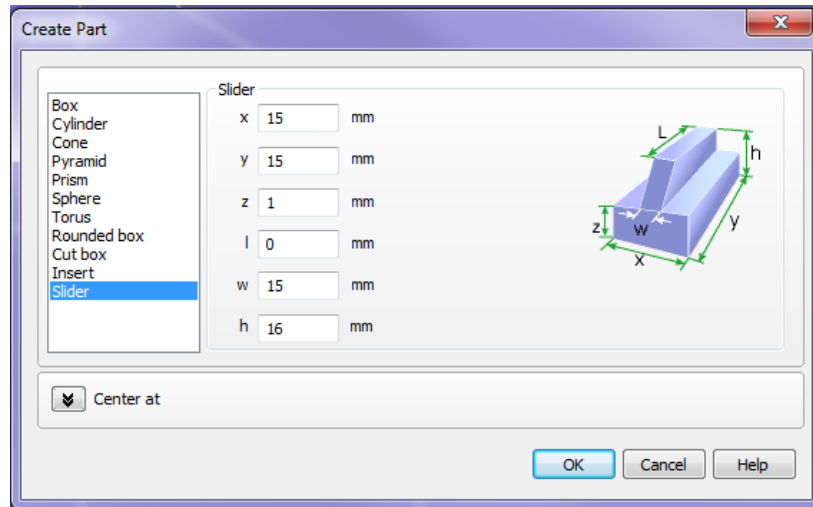 Create Part
Box
Cylinder
Cone
Pyramid
Prism
Sphere
Torus
Rounded box
Cut box
Insert
Slider
Slider
x 15 mm
y 15 mm
z 1 mm
l 0 mm
w 15 mm
h 16 mm
L
h
z
w
y
x
Center at
OK Cancel Help